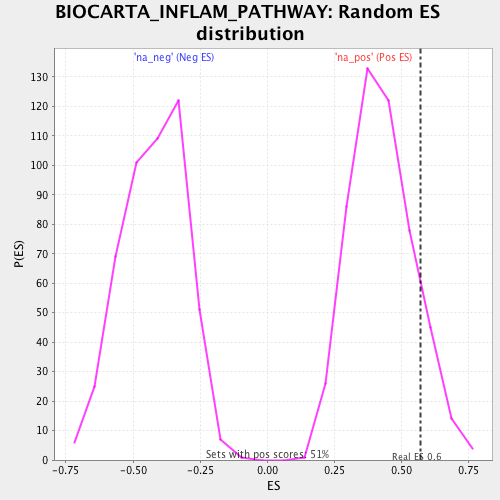 BIOCARTA_INFLAM_PATHWAY: Random ES
distribution
'na_neg' (Neg ES)
'na_pos' (Pos ES)
130
120
110
100
90
80
70
60
50
40
30
20
10
0
P(ES)
Sets with pos scores: 51%
Real ES 0.6
-0.75 -0.50 -0.25 0.00 0.25 0.50 0.75
ES